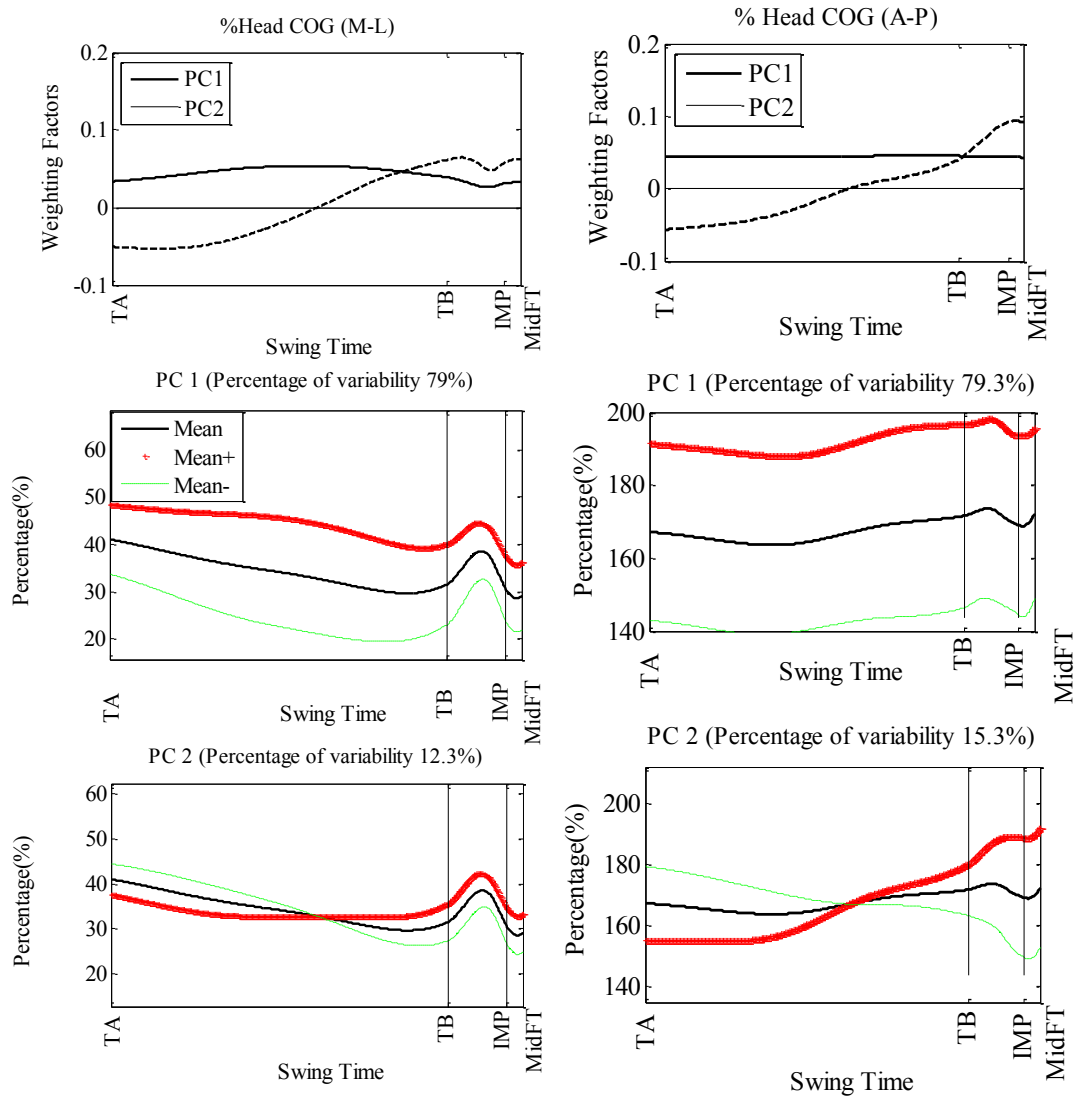 %Head COG (M-L)
0.2
0.1
0
-0.1
Weighting Factors
PC1
PC2
TA
TB
IMP
MidFT
Swing Time
% Head COG (A-P)
0.2
0.1
0
-0.1
Weighting Factors
PC1
PC2
TA
TB
IMP
MidFT
Swing Time
PC 1 (Percentage of variability 79%)
60
50
40
30
20
Percentage(%)
Mean
Mean+
Mean-
TA
TB
IMP
MidFT
Swing Time
PC 1 (Percentage of variability 79.3%)
200
180
160
140
Percentage(%)
TA
TB
IMP
MidFT
Swing Time
PC 2 (Percentage of variability 12.3%)
60
50
40
30
20
Percentage(%)
TA
TB
IMP
MidFT
Swing Time
PC 2 (Percentage of variability 15.3%)
200
180
160
140
Percentage(%)
TA
TB
IMP
MidFT
Swing Time